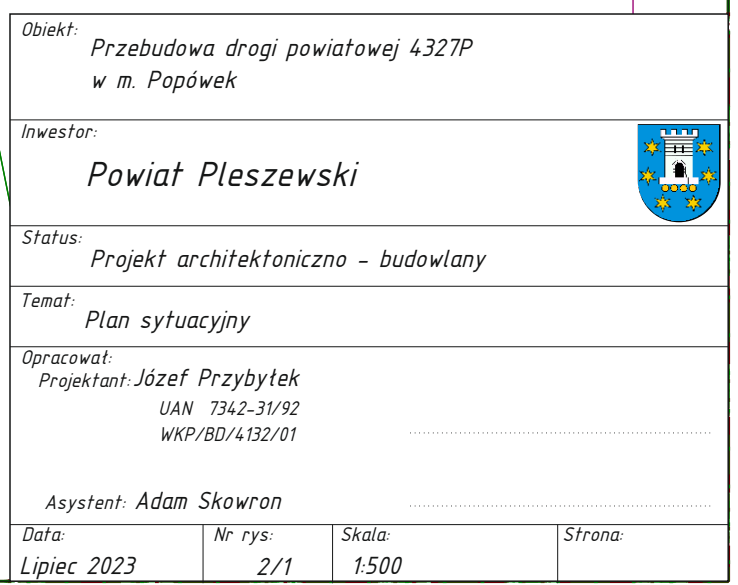 Obiekt:
Przebudowa drogi powiatowej 4327P
w m. Popówek
Inwestor:
Powiat Pleszewski
Status:
Projekt architektoniczno - budowlany
Temat:
Plan sytuacyjny
Opracował:
Projektant: Józef Przybyłek
UAN 7342-31/92
WKP/BD/4132/01
Asystent: Adam Skowron
Data: Nr rys: Skala: Strona:
Lipiec 2023 2/1 1:500